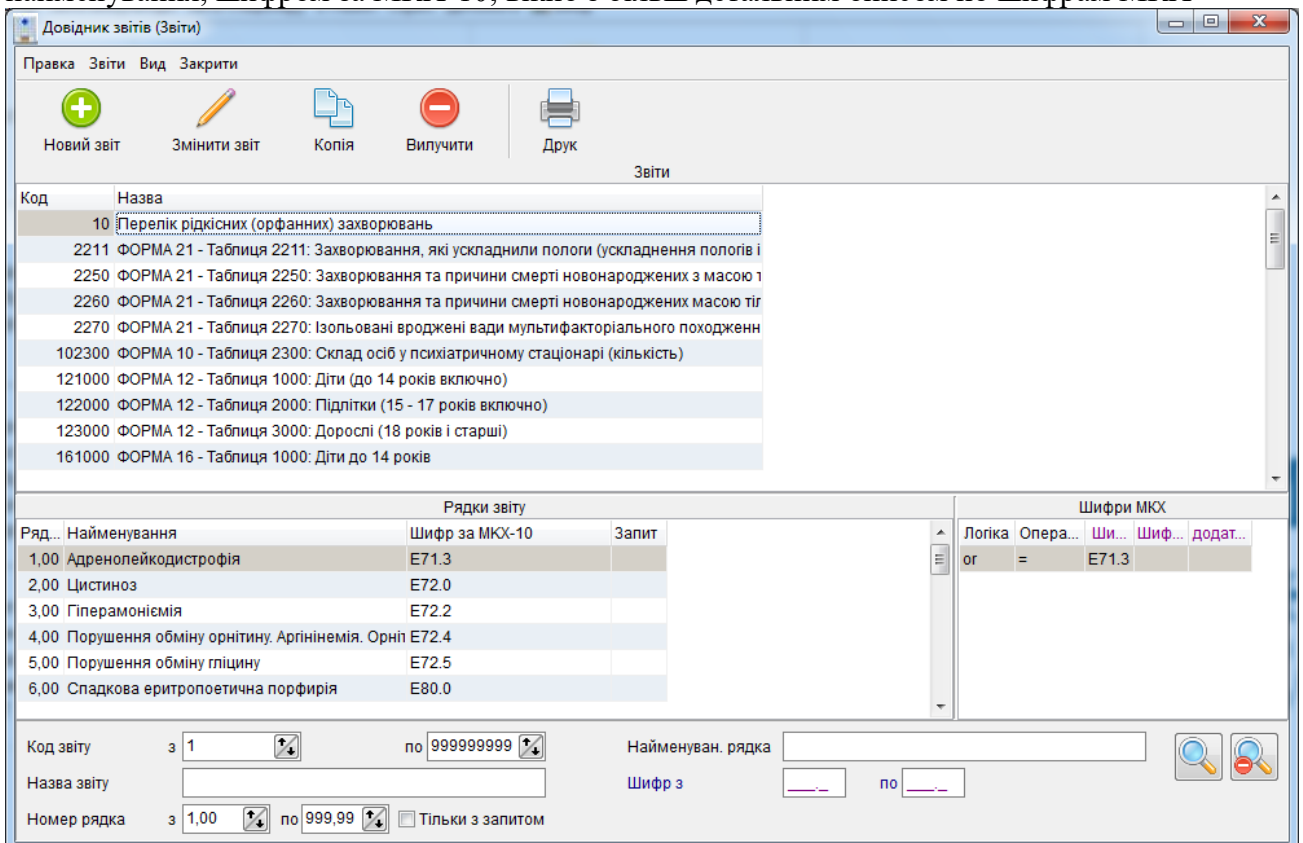 Довідник звітів (Звіти)
X
Правка Звіти Вид Закрити
Новий звіт Змінити звіт Копія Вилучити Друк
Звіти
Код Назва
10 Перелік рідкісних (орфанних) захворювань
2211 ФОРМА 21 - Таблиця 2211: Захворювання, які ускладнили пологи (ускладнення пологів і
2250 ФОРМА 21 - Таблиця 2250: Захворювання та причини смерті новонароджених з масою т
2260 ФОРМА 21 - Таблиця 2260: Захворювання та причини смерті новонароджених масою тіл
2270 ФОРМА 21 - Таблиця 2270: Ізольовані вроджені вади мультифакторіального походженн
102300 ФОРМА 10 - Таблиця 2300: Склад осіб у психіатричному стаціонарі (кількість)
121000 ФОРМА 12 - Таблиця 1000: Діти (до 14 років включно)
122000 ФОРМА 12 - Таблиця 2000: Підлітки (15 - 17 років включно)
123000 ФОРМА 12 - Таблиця 3000: Дорослі (18 років і старші)
161000 ФОРМА 16 - Таблиця 1000: Діти до 14 років
Рядки звіту Шифри МКХ
Ряд... Найменування Шифр за МКХ-10 Запит Логіка Опера... Ши... Шиф... додат...
1,00 Адренолейкодистрофія E71.3 or = E71.3
2,00 Цистиноз E72.0
3,00 Гіперамоніємія E72.2
4,00 Порушення обміну орнітину. Аргінінемія. Орніт E72.4
5,00 Порушення обміну гліцину E72.5
6,00 Спадкова еритропоетична порфирія E80.0
Код звіту з 1 по 999999999 Найменуван. рядка
Назва звіту Шифр з ___._ по ___._
Номер рядка з 1,00 по 999,99 Тільки з запитом